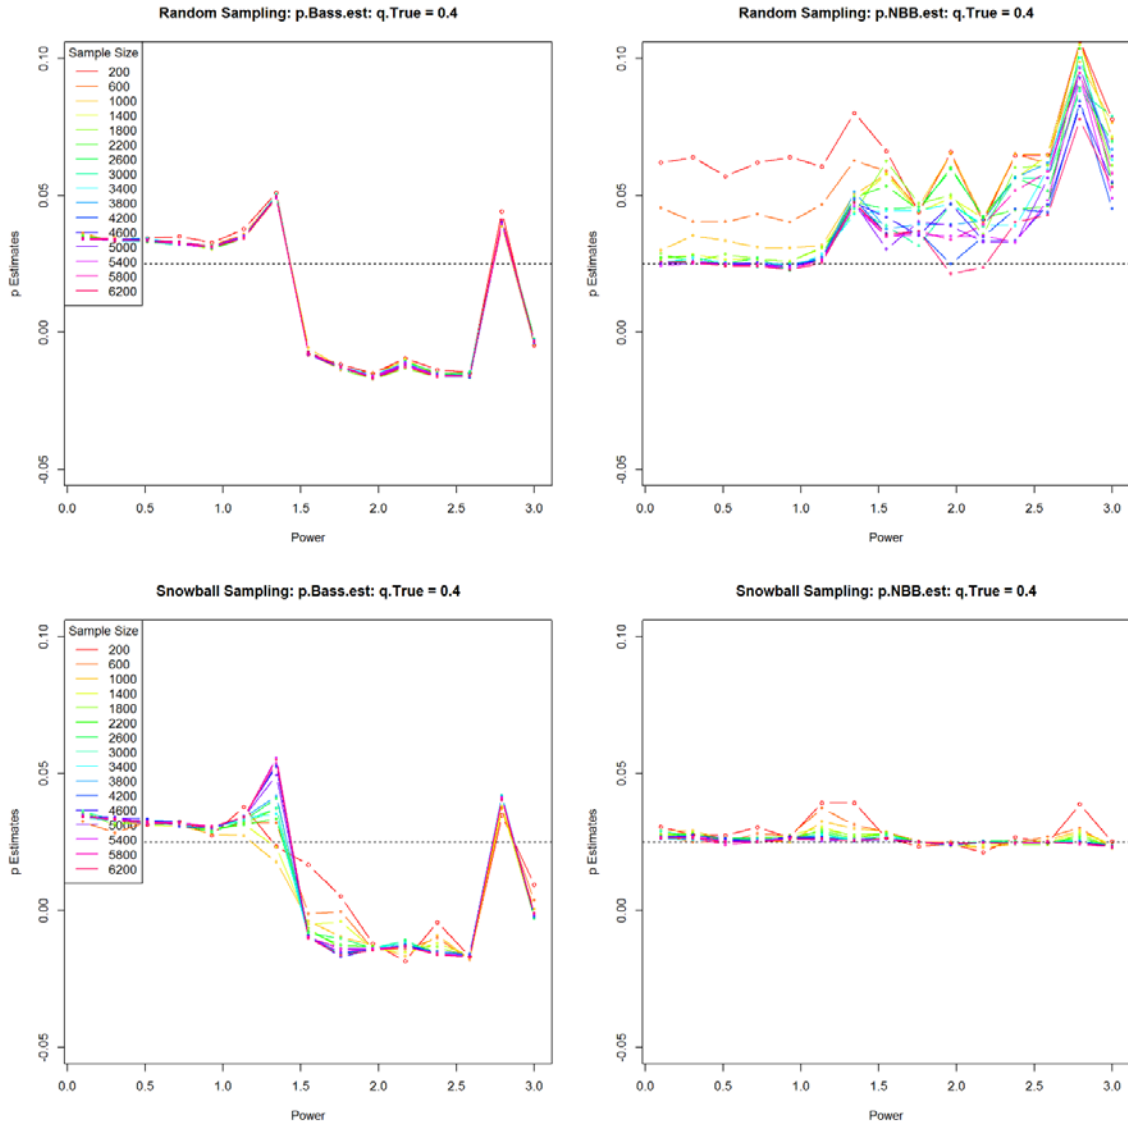 Random Sampling: p.Bass.est: q.True = 0.4
p Estimates
0.10
0.05
0.00
-0.05
Sample Size
200
600
1000
1400
1800
2200
2600
3000
3400
3800
4200
4600
5000
5400
5800
6200
0.0 0.5 1.0 1.5 2.0 2.5 3.0
Power
Random Sampling: p.NBB.est: q.True = 0.4
p Estimates
0.10
0.05
0.00
-0.05
0.0 0.5 1.0 1.5 2.0 2.5 3.0
Power
Snowball Sampling: p.Bass.est: q.True = 0.4
p Estimates
0.10
0.05
0.00
-0.05
Sample Size
200
600
1000
1400
1800
2200
2600
3000
3400
3800
4200
4600
5000
5400
5800
6200
0.0 0.5 1.0 1.5 2.0 2.5 3.0
Power
Snowball Sampling: p.NBB.est: q.True = 0.4
p Estimates
0.10
0.05
0.00
-0.05
0.0 0.5 1.0 1.5 2.0 2.5 3.0
Power